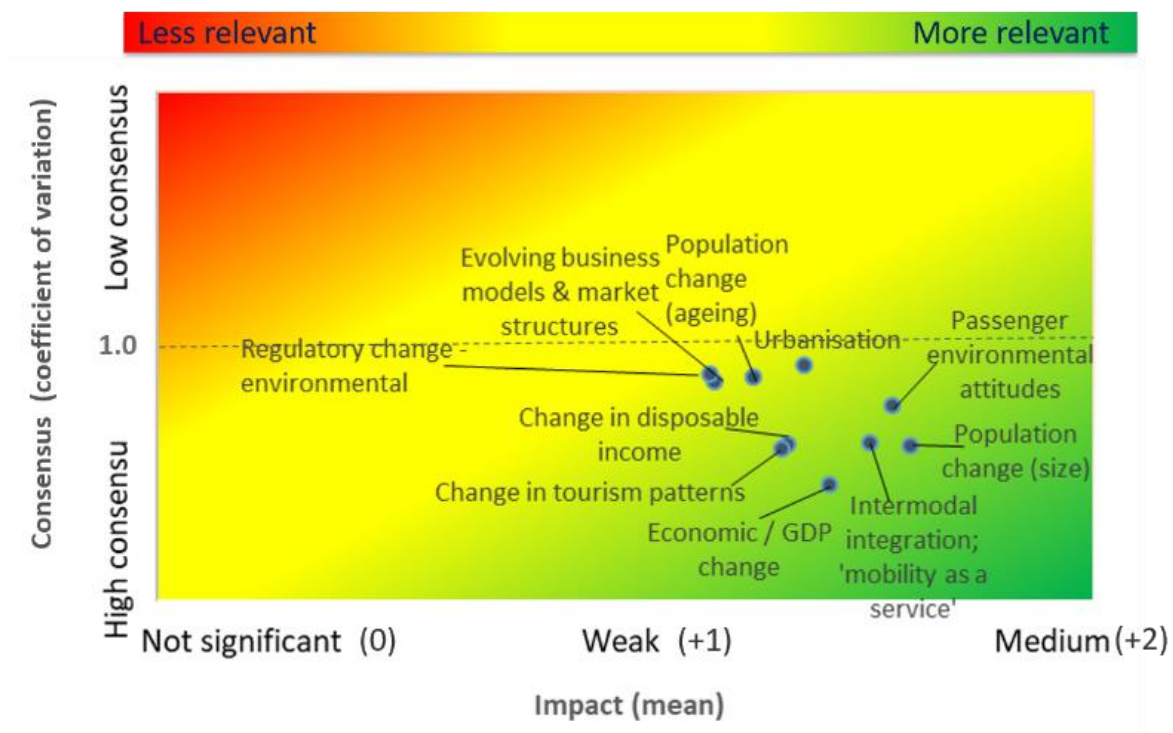 Less relevant
More relevant
Consensus (coefficient of variation)
Low consensus
1.0
High consensu
Evolving business
models & market
structures
Population
change
(ageing)
Urbanisation
Passenger
environmental
attitudes
Regulatory change -
environmental
Change in disposable
income
Population
change (size)
Change in tourism patterns
Economic / GDP
change
Intermodal
integration;
'mobility as a
service'
Not significant (0)
Weak (+1)
Medium (+2)
Impact (mean)